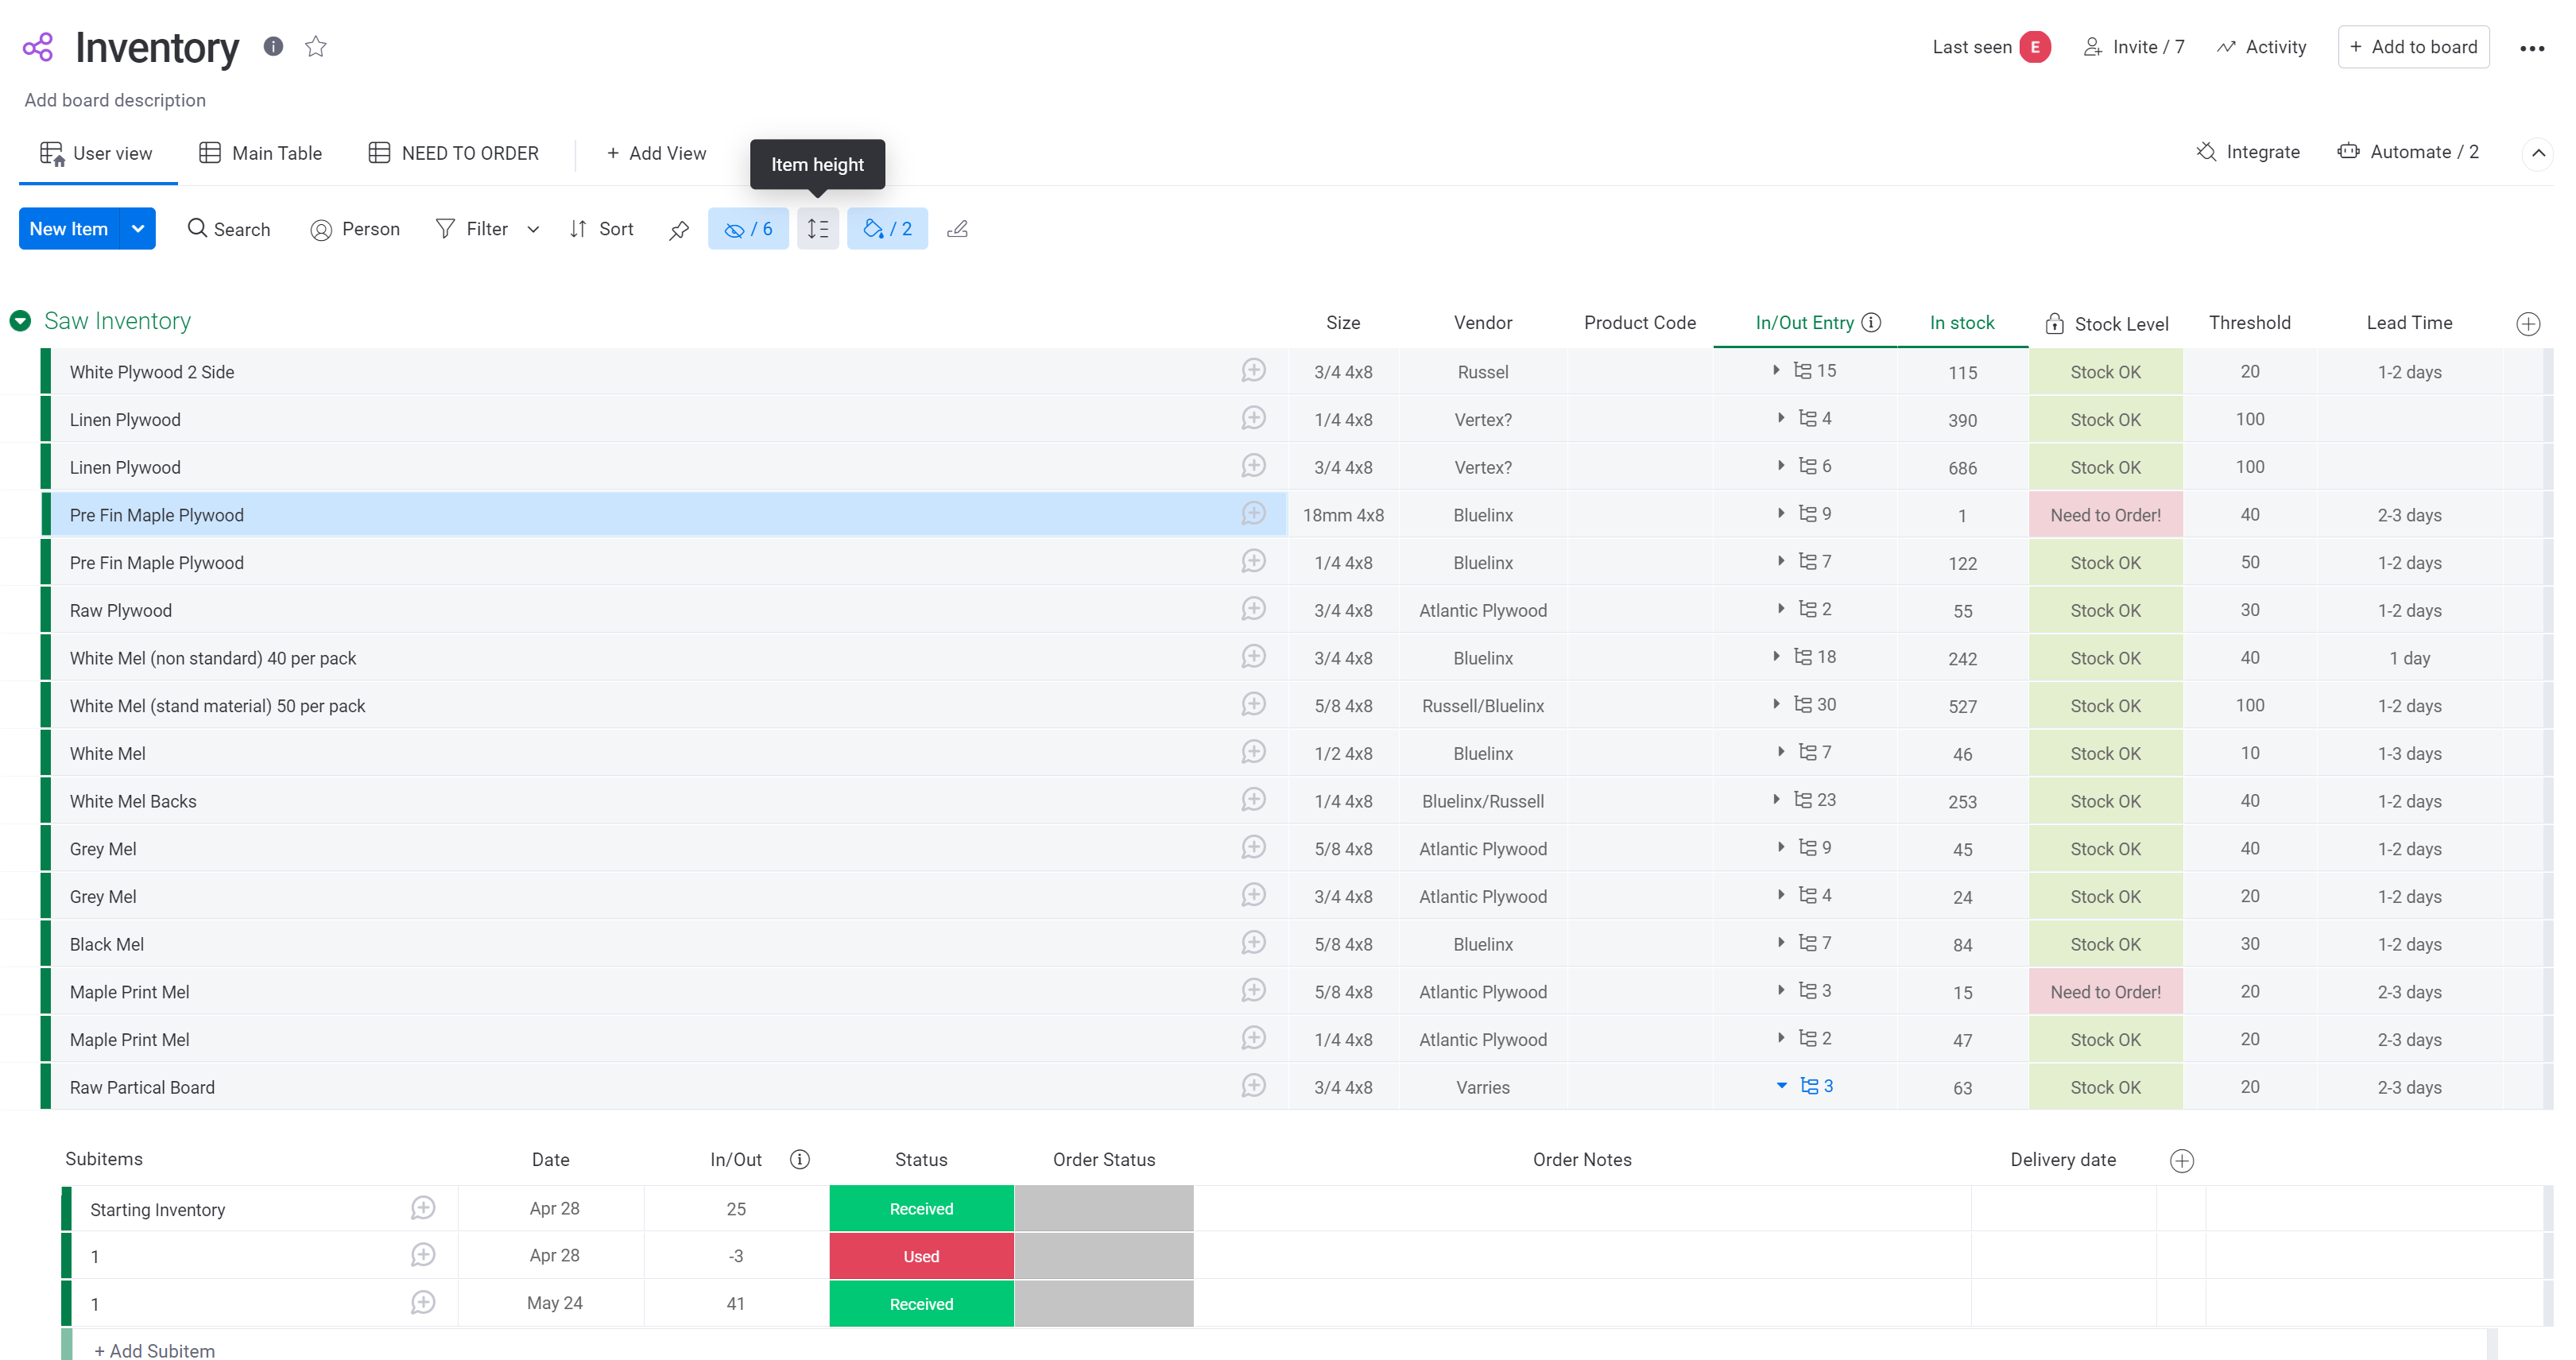 Inventory
Last seen E Invite / 7 Activity + Add to board
Add board description
User view Main Table NEED TO ORDER + Add View Integrate Automate / 2
Item height
New Item Search Person Filter Sort / 6 / 2
Saw Inventory Size Vendor Product Code In/Out Entry In stock Stock Level Threshold Lead Time
White Plywood 2 Side 3/4 4x8 Russel 15 115 Stock OK 20 1-2 days
Linen Plywood 1/4 4x8 Vertex? 4 390 Stock OK 100
Linen Plywood 3/4 4x8 Vertex? 6 686 Stock OK 100
Pre Fin Maple Plywood 18mm 4x8 Bluelinx 9 1 Need to Order! 40 2-3 days
Pre Fin Maple Plywood 1/4 4x8 Bluelinx 7 122 Stock OK 50 1-2 days
Raw Plywood 3/4 4x8 Atlantic Plywood 2 55 Stock OK 30 1-2 days
White Mel (non standard) 40 per pack 3/4 4x8 Bluelinx 18 242 Stock OK 40 1 day
White Mel (stand material) 50 per pack 5/8 4x8 Russell/Bluelinx 30 527 Stock OK 100 1-2 days
White Mel 1/2 4x8 Bluelinx 7 46 Stock OK 10 1-3 days
White Mel Backs 1/4 4x8 Bluelinx/Russell 23 253 Stock OK 40 1-2 days
Grey Mel 5/8 4x8 Atlantic Plywood 9 45 Stock OK 40 1-2 days
Grey Mel 3/4 4x8 Atlantic Plywood 4 24 Stock OK 20 1-2 days
Black Mel 5/8 4x8 Bluelinx 7 84 Stock OK 30 1-2 days
Maple Print Mel 5/8 4x8 Atlantic Plywood 3 15 Need to Order! 20 2-3 days
Maple Print Mel 1/4 4x8 Atlantic Plywood 2 47 Stock OK 20 2-3 days
Raw Partical Board 3/4 4x8 Varries 3 63 Stock OK 20 2-3 days
Subitems Date In/Out Status Order Status Order Notes Delivery date
Starting Inventory Apr 28 25 Received
1 Apr 28 -3 Used
1 May 24 41 Received
+ Add Subitem